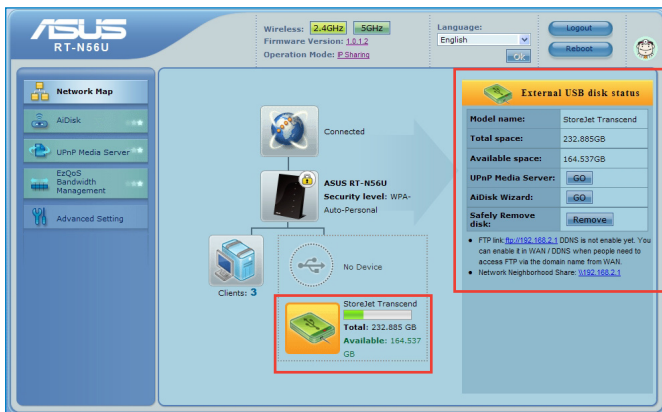 ASUS
RT-N56U
Wireless: 2.4GHz 5GHz
Firmware Version: 1.0.1.2
Operation Mode: IP Sharing
Language:
English
OK
Logout
Reboot
Network Map
AiDisk
UPnP Media Server
EzQoS
Bandwidth
Management
Advanced Setting
Connected
ASUS RT-N56U
Security level: WPA-
Auto-Personal
Clients: 3
No Device
StoreJet Transcend
Total: 232.885 GB
Available: 164.537
GB
External USB disk status
Model name: StoreJet Transcend
Total space: 232.885GB
Available space: 164.537GB
UPnP Media Server: GO
AiDisk Wizard: GO
Safely Remove
disk: Remove
FTP link ftp://192.168.2.1 DDNS is not enable yet. You
can enable it in WAN / DDNS when people need to
access FTP via the domain name from WAN.
Network Neighborhood Share: \\192.168.2.1